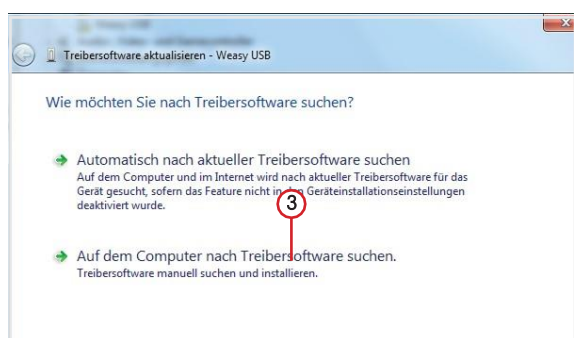 Treibersoftware aktualisieren - Weasy USB
Wie möchten Sie nach Treibersoftware suchen?
Automatisch nach aktueller Treibersoftware suchen
Auf dem Computer und im Internet wird nach aktueller Treibersoftware für das
Gerät gesucht, sofern das Feature nicht in den Geräteinstallationseinstellungen
deaktiviert wurde.
3
Auf dem Computer nach Treibersoftware suchen.
Treibersoftware manuell suchen und installieren.